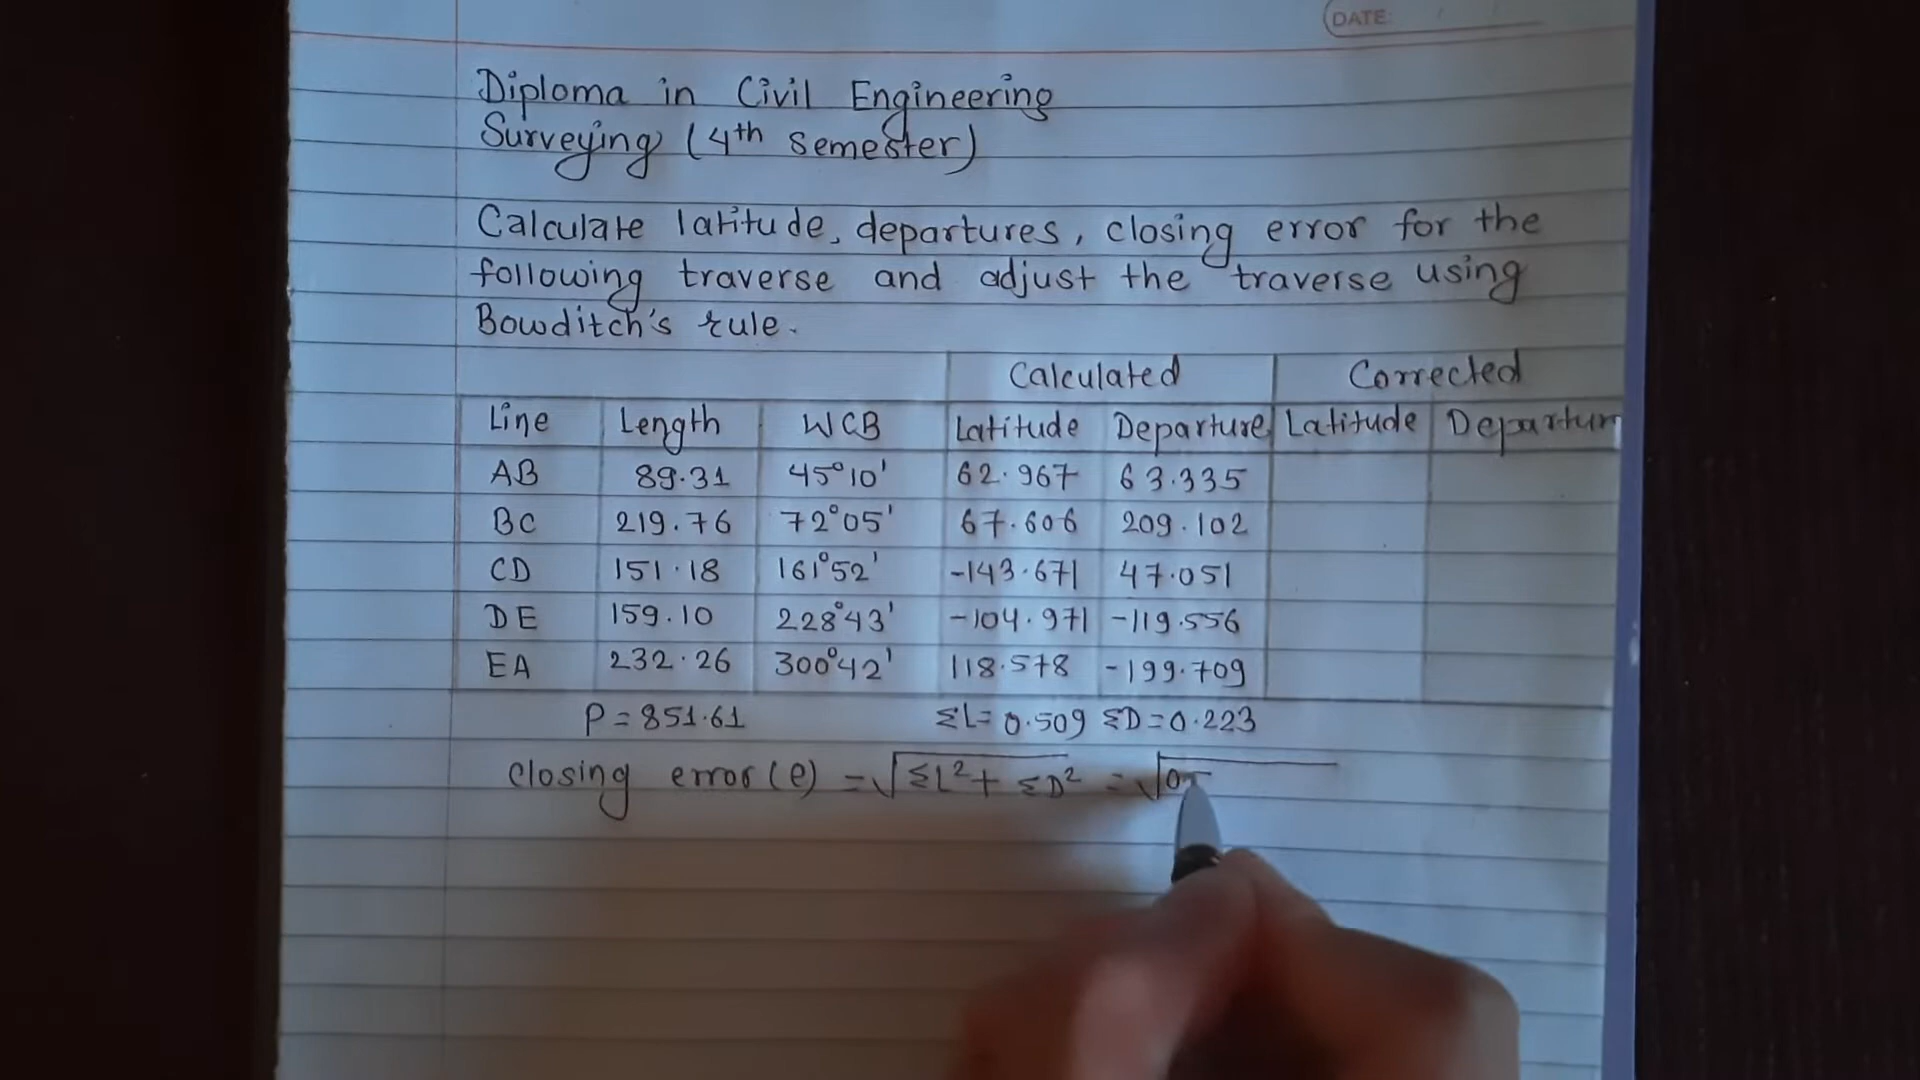 DATE:
Diploma in Civil Engineering
Surveying (4th semester)
Calculate latitude, departures, closing error for the
following traverse and adjust the traverse using
Bowditch's rule.
Calculated Corrected
Line Length WCB Latitude Departure Latitude Departur
AB 89.31 45°10' 62.967 63.335
BC 219.76 72°05' 67.606 209.102
CD 151.18 161°52' -143.671 47.051
DE 159.10 228°43' -104.971 -119.556
EA 232.26 300°42' 118.578 -199.709
P = 851.61 ΣL= 0.509 ΣD=0.223
closing error(e) = √ΣL²+ ΣD² = √0